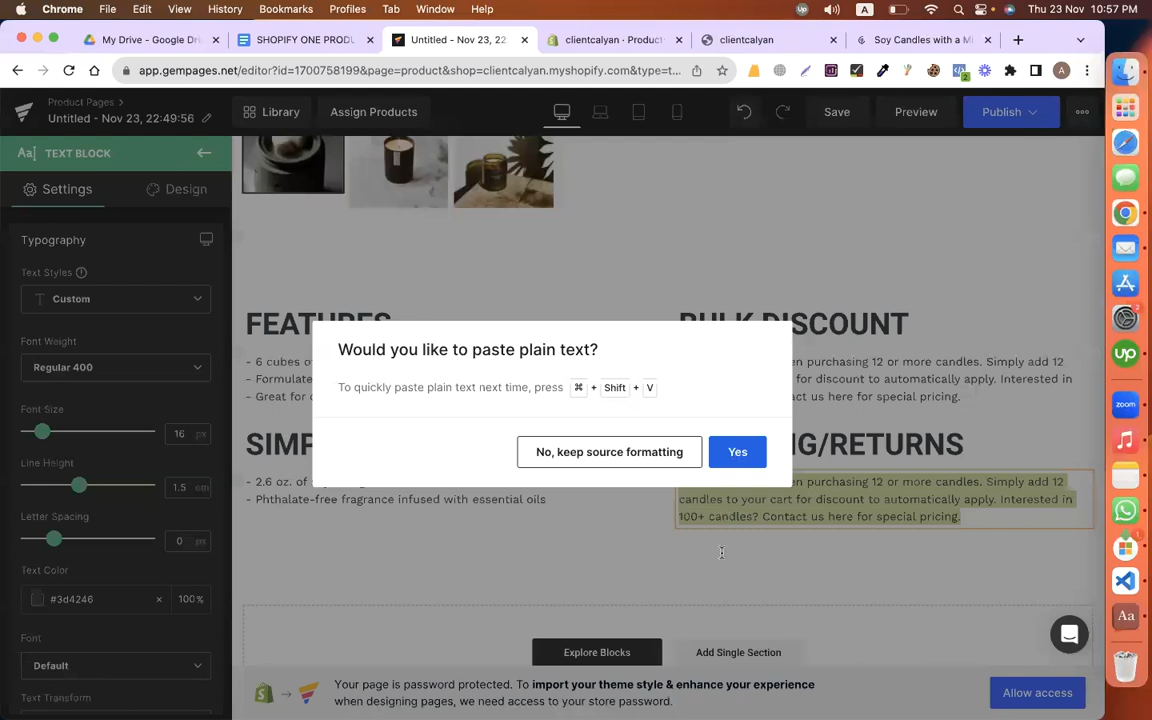 Chrome File Edit View History Bookmarks Profiles Tab Window Help
A
Thu 23 Nov 10:57 PM
My Drive - Google Dri
SHOPIFY ONE PRODU
Untitled - Nov 23, 22
clientcalyan · Product
clientcalyan
Soy Candles with a Mi
app.gempages.net/editor?id=1700758199&page=product&shop=clientcalyan.myshopify.com&type=t...
Product Pages
Untitled - Nov 23, 22:49:56
Library
Assign Products
Save
Preview
Publish
TEXT BLOCK
Settings
Design
Typography
Text Styles
Custom
Font Weight
Regular 400
Font Size
16 px
Line Height
1.5 em
Letter Spacing
0 px
Text Color
#3d4246
100%
Font
Default
Text Transform
FEATURES
BULK DISCOUNT
- 6 cubes o
en purchasing 12 or more candles. Simply add 12
- Formulate
for discount to automatically apply. Interested in
- Great for
act us here for special pricing.
SIMP
NG/RETURNS
- 2.6 oz. of
en purchasing 12 or more candles. Simply add 12
- Phthalate-free fragrance infused with essential oils
candles to your cart for discount to automatically apply. Interested in
100+ candles? Contact us here for special pricing.
Would you like to paste plain text?
To quickly paste plain text next time, press ⌘ + Shift + V
No, keep source formatting
Yes
Explore Blocks
Add Single Section
Your page is password protected. To import your theme style & enhance your experience
when designing pages, we need access to your store password.
Allow access
up
zoom
Aa